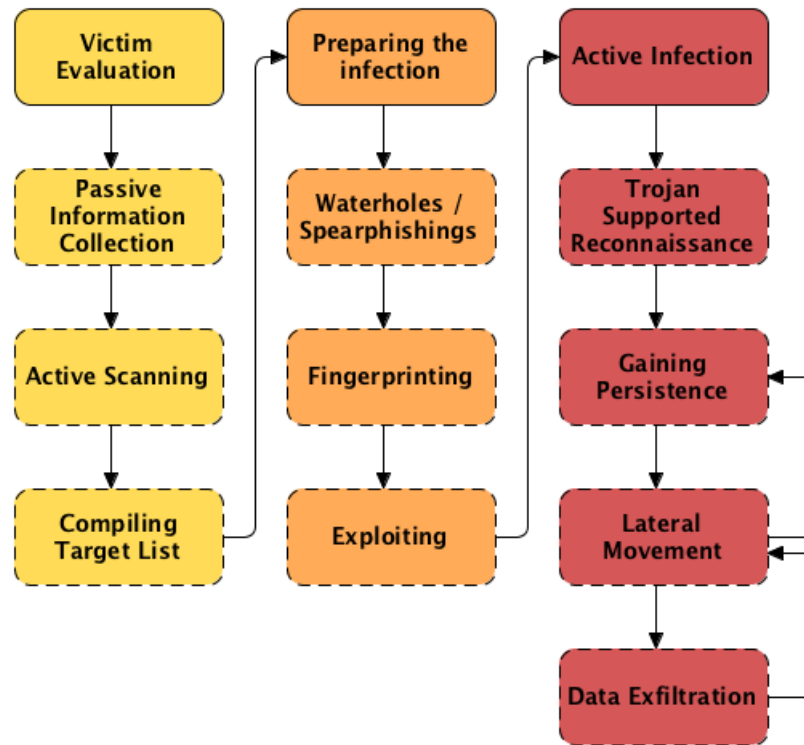 Victim
Evaluation
Passive
Information
Collection
Active Scanning
Compiling
Target List
Preparing the
infection
Waterholes /
Spearphishings
Fingerprinting
Exploiting
Active Infection
Trojan
Supported
Reconnaissance
Gaining
Persistence
Lateral
Movement
Data Exfiltration